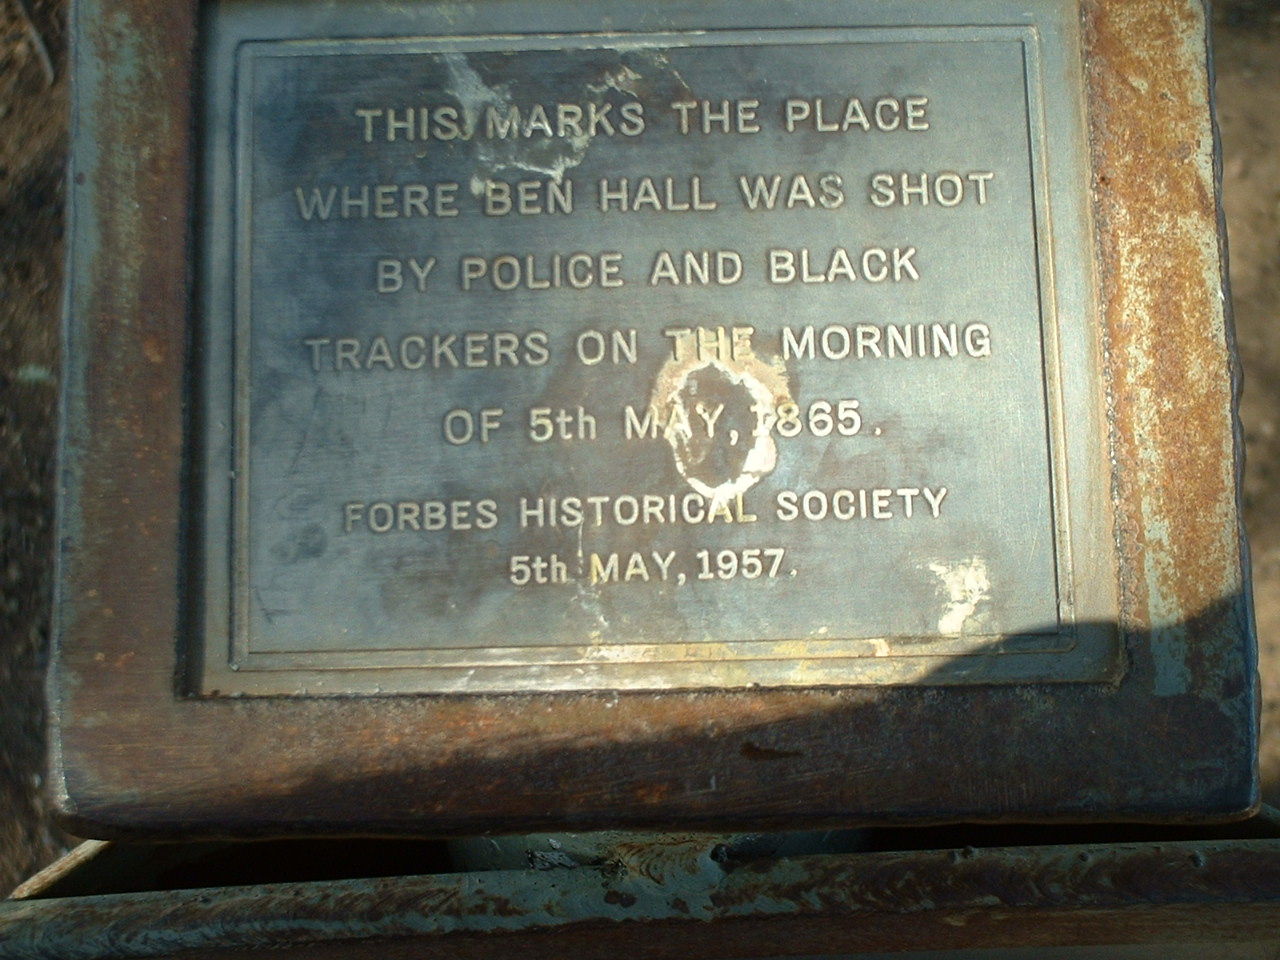 THIS MARKS THE PLACE
WHERE BEN HALL WAS SHOT
BY POLICE AND BLACK
TRACKERS ON THE MORNING
OF 5th MAY, 1865.
FORBES HISTORICAL SOCIETY
5th MAY, 1957.